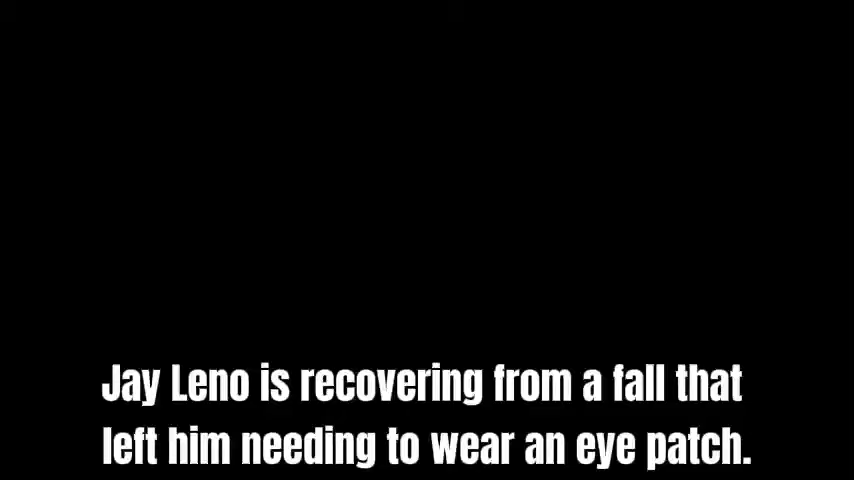 Jay Leno is recovering from a fall that
left him needing to wear an eye patch.